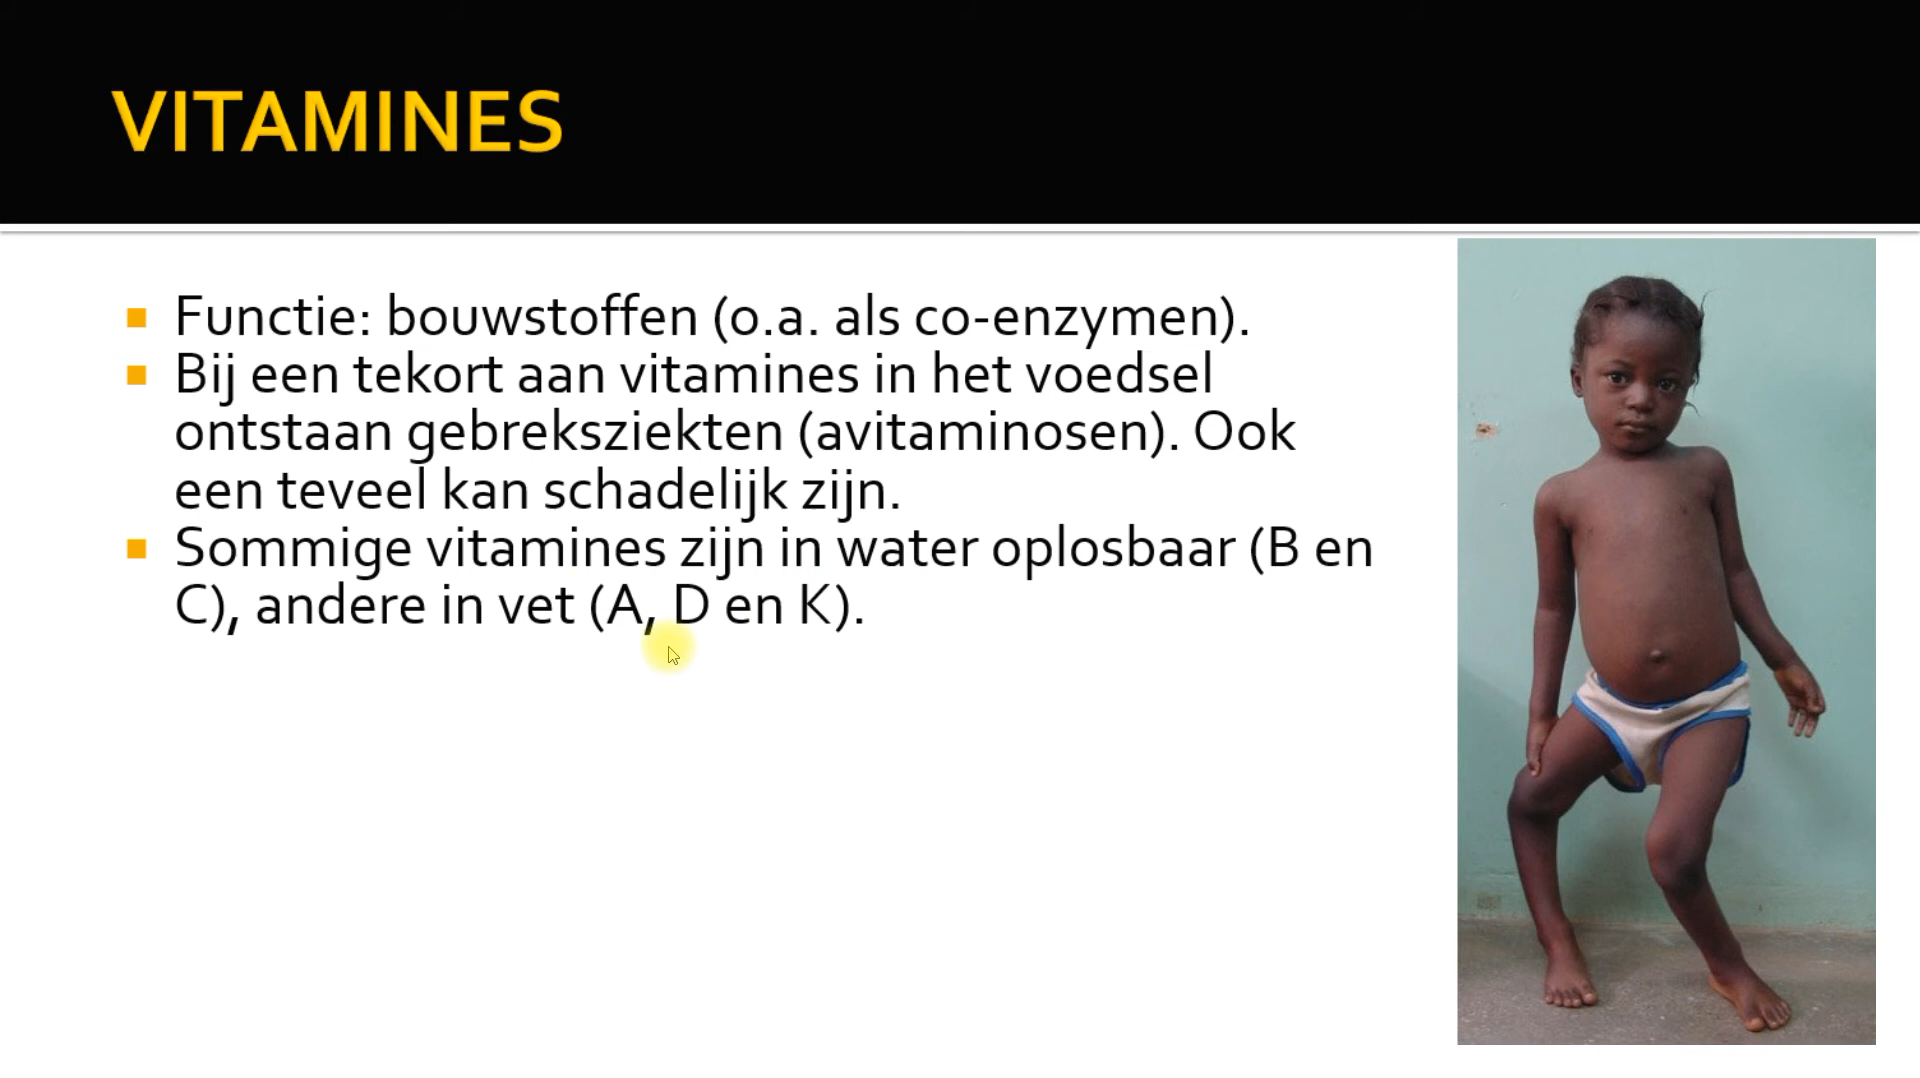 VITAMINES
Functie: bouwstoffen (o.a. als co-enzymen).
Bij een tekort aan vitamines in het voedsel
ontstaan gebreksziekten (avitaminosen). Ook
een teveel kan schadelijk zijn.
Sommige vitamines zijn in water oplosbaar (B en
C), andere in vet (A, D en K).